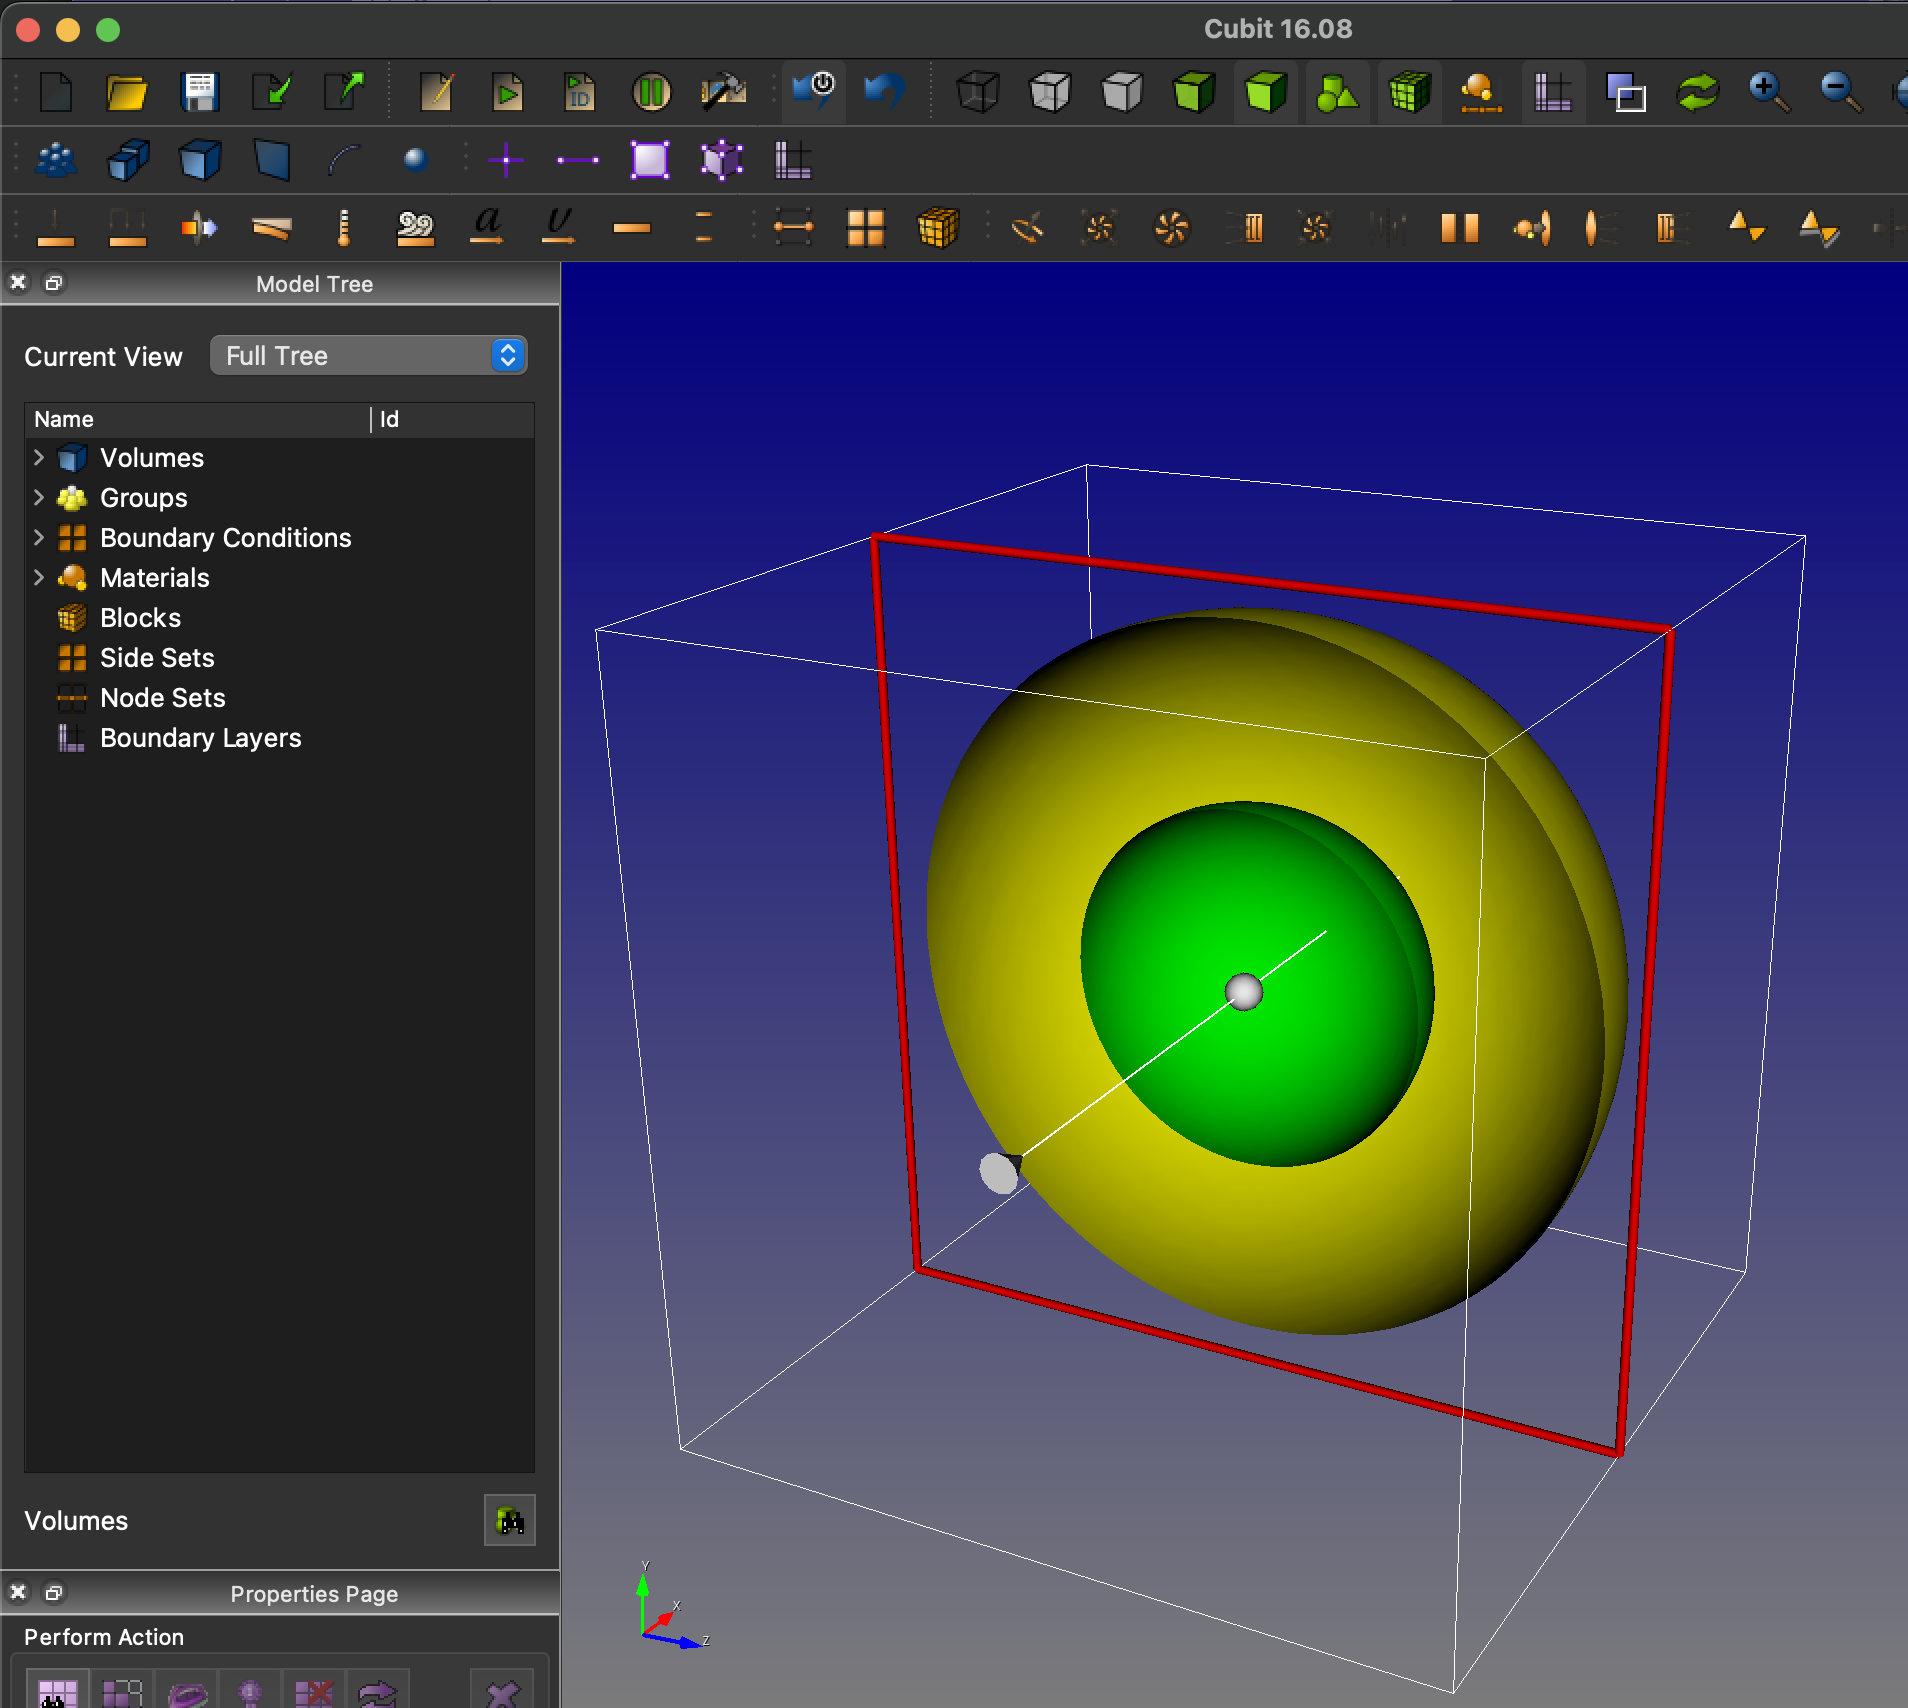 Cubit 16.08
ID
a
v
Model Tree
Current View Full Tree
Name Id
Volumes
Groups
Boundary Conditions
Materials
Blocks
Side Sets
Node Sets
Boundary Layers
Volumes
Properties Page
Perform Action
Y
X
Z